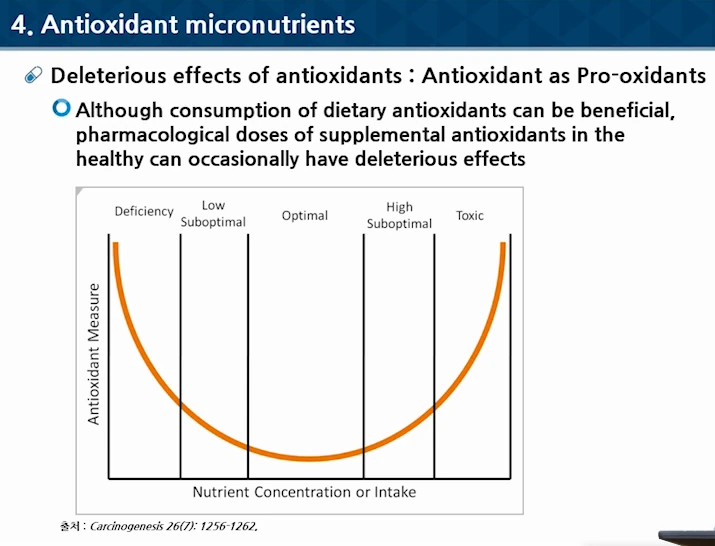 4. Antioxidant micronutrients
Deleterious effects of antioxidants : Antioxidant as Pro-oxidants
Although consumption of dietary antioxidants can be beneficial,
pharmacological doses of supplemental antioxidants in the
healthy can occasionally have deleterious effects
Deficiency
Low
Suboptimal
Optimal
High
Suboptimal
Toxic
Antioxidant Measure
Nutrient Concentration or Intake
출처 : Carcinogenesis 26(7): 1256-1262.